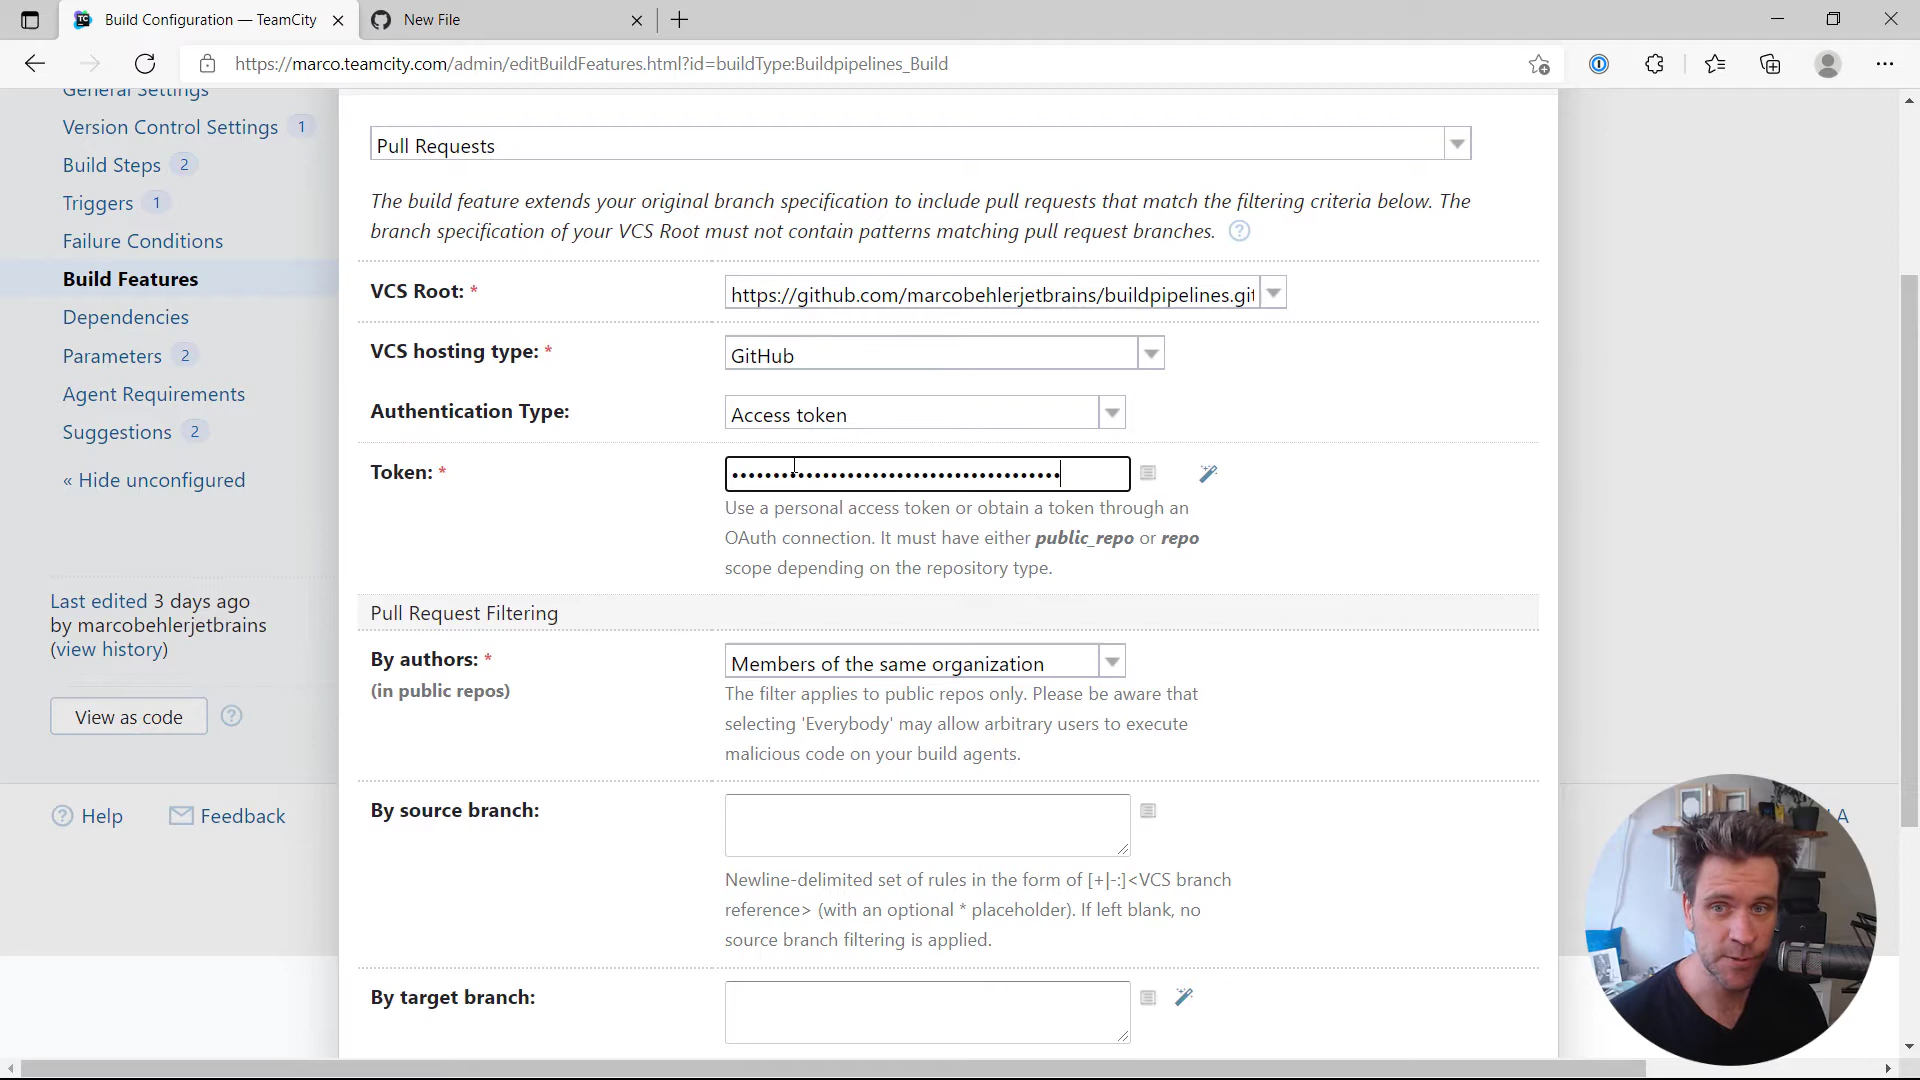 Build Configuration — TeamCity
New File
https://marco.teamcity.com/admin/editBuildFeatures.html?id=buildType:Buildpipelines_Build
General Settings
Version Control Settings 1
Build Steps 2
Triggers 1
Failure Conditions
Build Features
Dependencies
Parameters 2
Agent Requirements
Suggestions 2
« Hide unconfigured
Last edited 3 days ago
by marcobehlerjetbrains
(view history)
View as code
Help
Feedback
Pull Requests
The build feature extends your original branch specification to include pull requests that match the filtering criteria below. The
branch specification of your VCS Root must not contain patterns matching pull request branches.
VCS Root: *
https://github.com/marcobehlerjetbrains/buildpipelines.git
VCS hosting type: *
GitHub
Authentication Type:
Access token
Token: *
Use a personal access token or obtain a token through an
OAuth connection. It must have either public_repo or repo
scope depending on the repository type.
Pull Request Filtering
By authors: *
(in public repos)
Members of the same organization
The filter applies to public repos only. Please be aware that
selecting 'Everybody' may allow arbitrary users to execute
malicious code on your build agents.
By source branch:
Newline-delimited set of rules in the form of [+|-:]<VCS branch
reference> (with an optional * placeholder). If left blank, no
source branch filtering is applied.
By target branch: